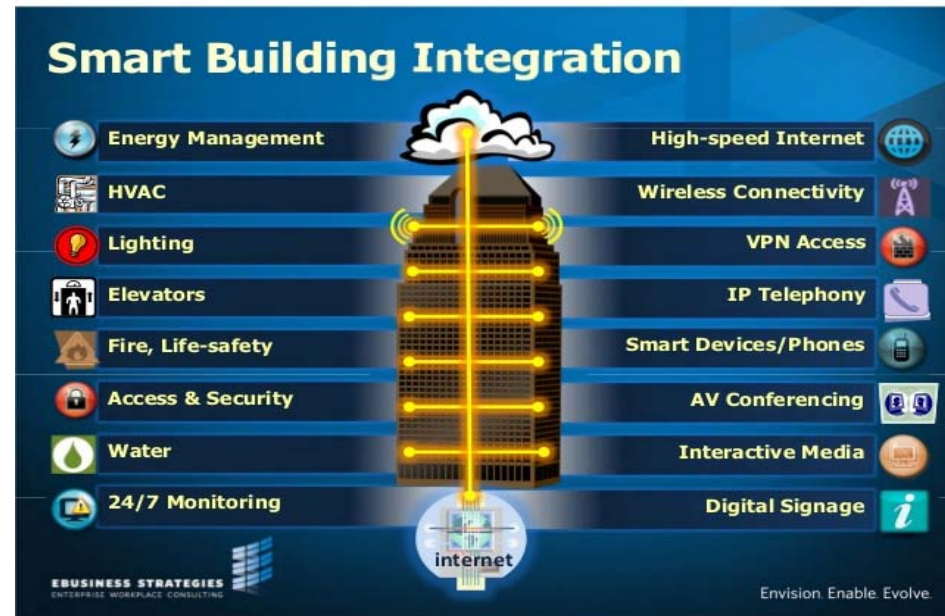 Smart Building Integration
Energy Management
HVAC
Lighting
Elevators
Fire, Life-safety
Access & Security
Water
24/7 Monitoring
High-speed Internet
Wireless Connectivity
VPN Access
IP Telephony
Smart Devices/Phones
AV Conferencing
Interactive Media
Digital Signage
internet
EBUSINESS STRATEGIES
ENTERPRISE WORKPLACE CONSULTING
Envision. Enable. Evolve.